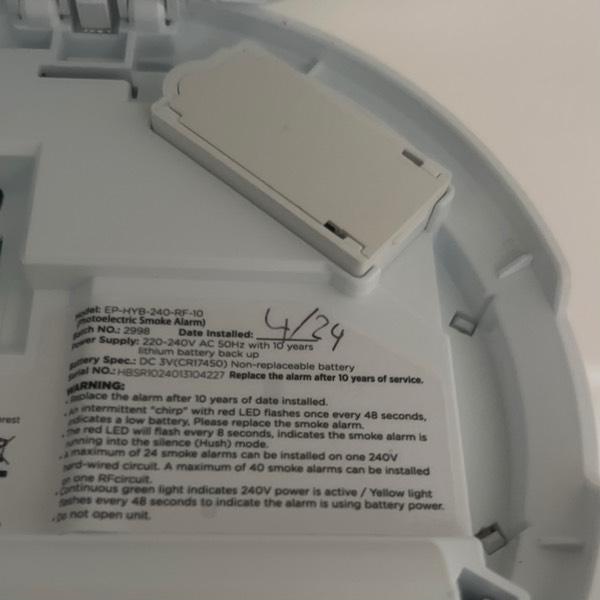 Model: EP-HYB-240-RF-10
(Photoelectric Smoke Alarm)
Batch NO.: 2998 Date Installed: 4/24
Power Supply: 220-240V AC 50Hz with 10 years
lithium battery back up
Battery Spec.: DC 3V(CR17450) Non-replaceable battery
Serial NO.: HBSR1024013104227 Replace the alarm after 10 years of service.
WARNING:
• Replace the alarm after 10 years of date installed.
• An intermittent "chirp" with red LED flashes once every 48 seconds,
indicates a low battery. Please replace the smoke alarm.
• The red LED will flash every 8 seconds, indicates the smoke alarm is
running into the silence (Hush) mode.
• A maximum of 24 smoke alarms can be installed on one 240V
hard-wired circuit. A maximum of 40 smoke alarms can be installed
on one RFcircuit.
• Continuous green light indicates 240V power is active / Yellow light
flashes every 48 seconds to indicate the alarm is using battery power.
• Do not open unit.